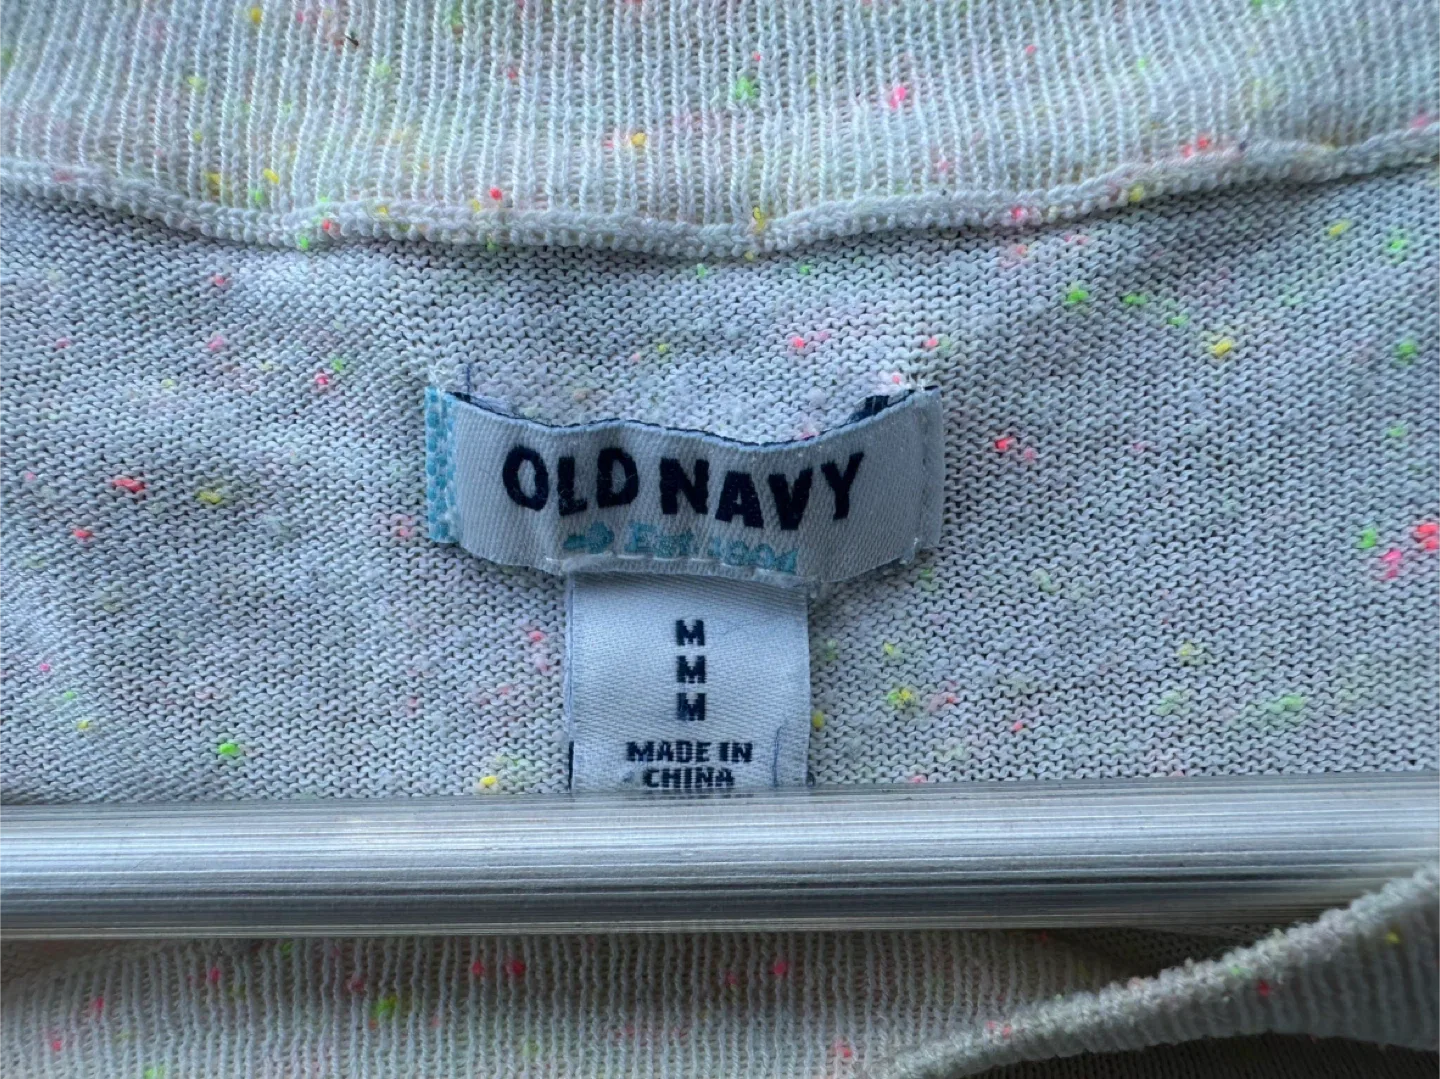 OLD NAVY
Est 1994
M
M
M
MADE IN
CHINA